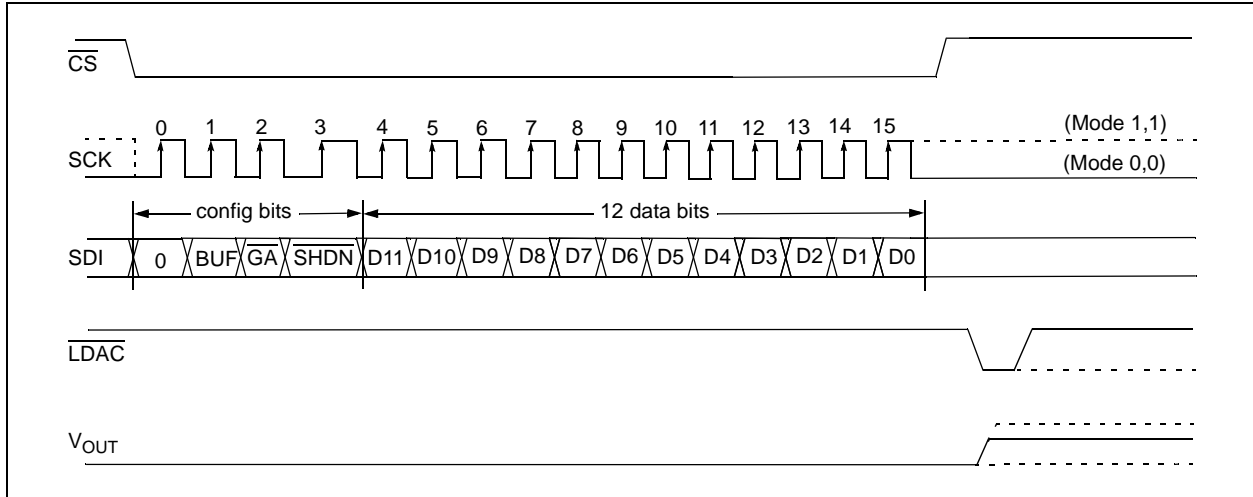 CS
0 1 2 3 4 5 6 7 8 9 10 11 12 13 14 15 (Mode 1,1)
SCK (Mode 0,0)
config bits 12 data bits
SDI 0 BUF GA SHDN D11 D10 D9 D8 D7 D6 D5 D4 D3 D2 D1 D0
LDAC
VOUT